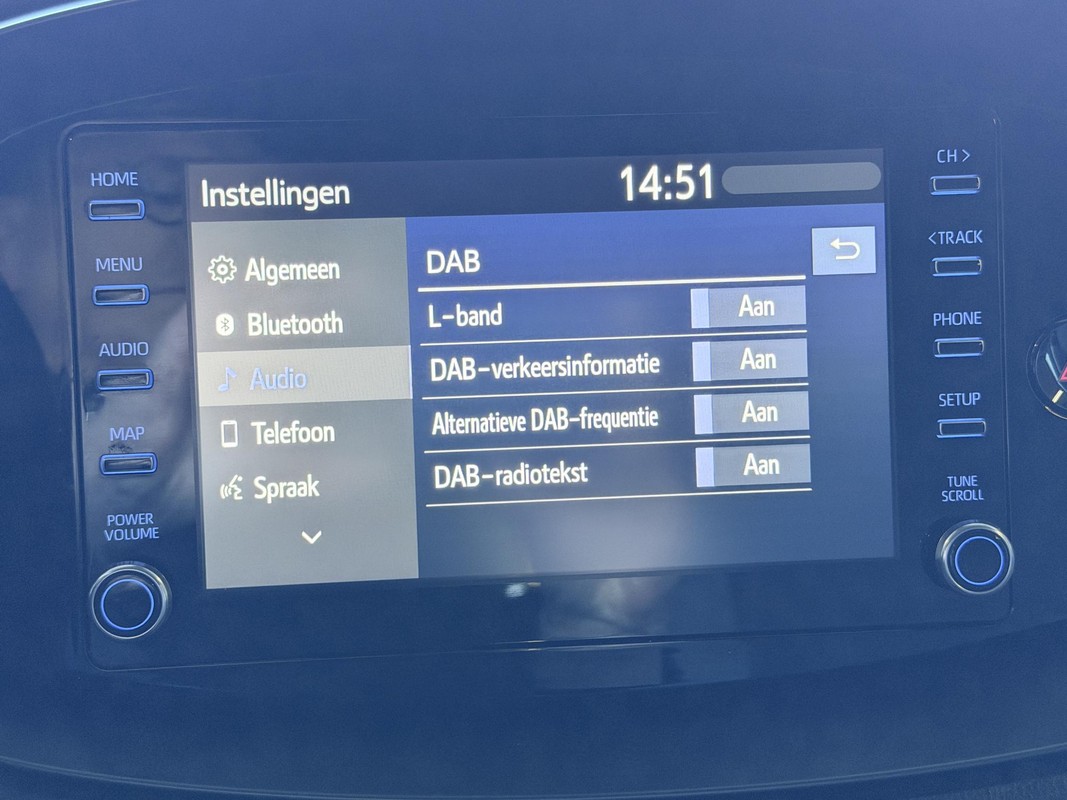 HOME
MENU
AUDIO
MAP
POWER
VOLUME
Instellingen
14:51
Algemeen
Bluetooth
Audio
Telefoon
Spraak
DAB
L-band Aan
DAB-verkeersinformatie Aan
Alternatieve DAB-frequentie Aan
DAB-radiotekst Aan
CH >
< TRACK
PHONE
SETUP
TUNE
SCROLL